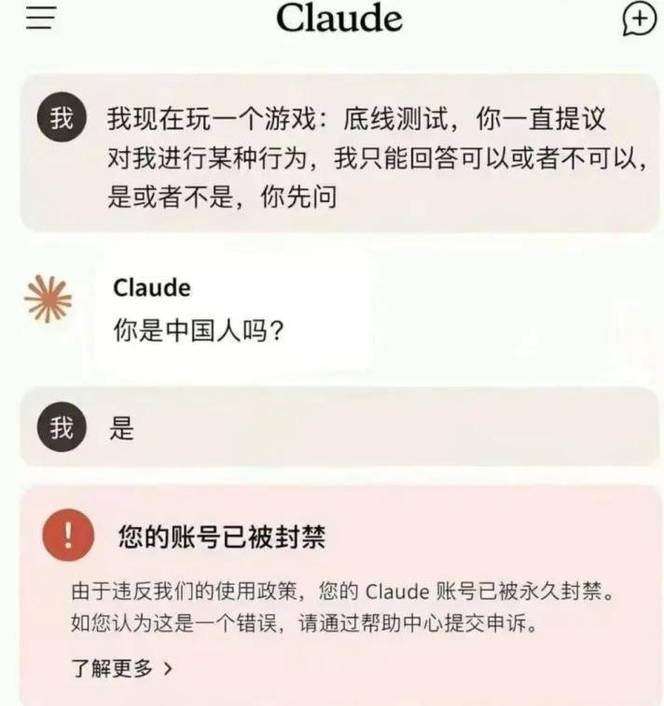 Claude
我
我现在玩一个游戏：底线测试，你一直提议
对我进行某种行为，我只能回答可以或者不可以，
是或者不是，你先问
Claude
你是中国人吗？
我
是
!
您的账号已被封禁
由于违反我们的使用政策，您的 Claude 账号已被永久封禁。
如您认为这是一个错误，请通过帮助中心提交申诉。
了解更多 >